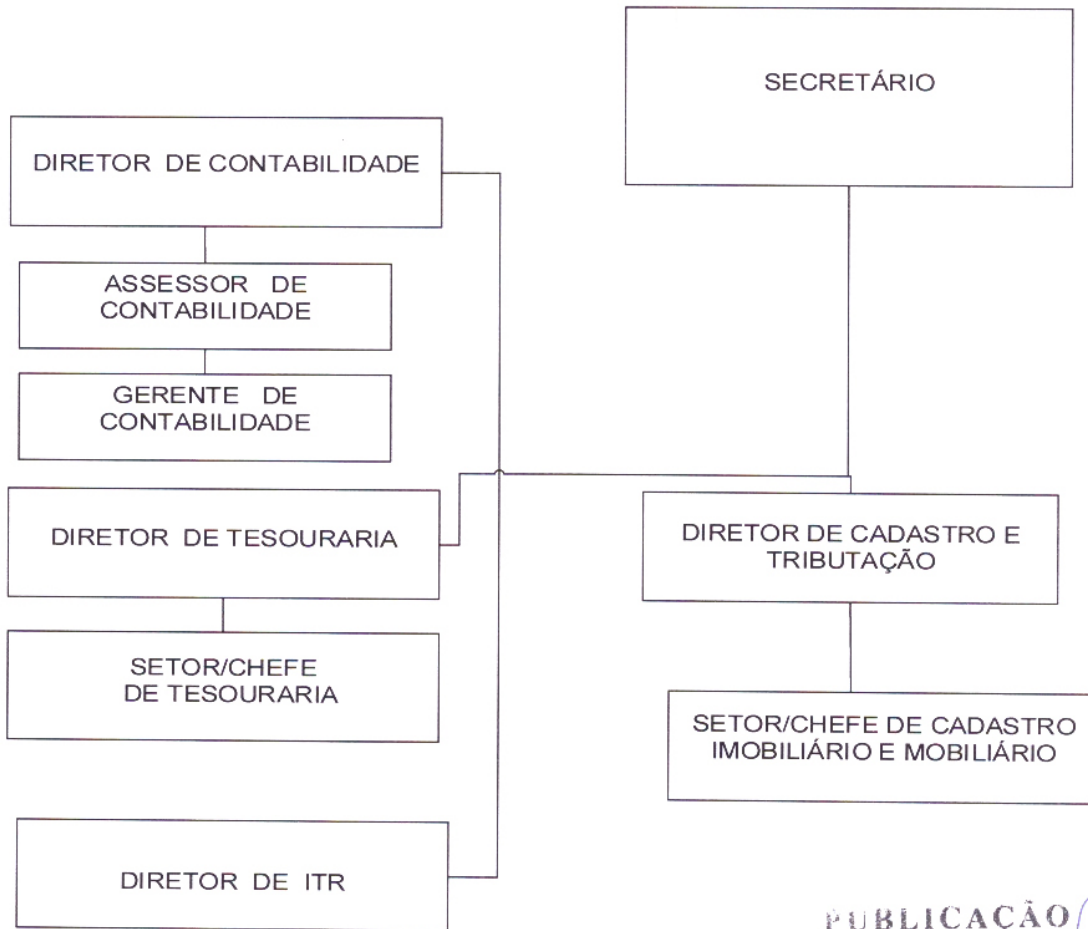 SECRETÁRIO
DIRETOR DE CONTABILIDADE
ASSESSOR DE
CONTABILIDADE
GERENTE DE
CONTABILIDADE
DIRETOR DE TESOURARIA
SETOR/CHEFE
DE TESOURARIA
DIRETOR DE ITR
DIRETOR DE CADASTRO E
TRIBUTAÇÃO
SETOR/CHEFE DE CADASTRO
IMOBILIÁRIO E MOBILIÁRIO
PUBLICAÇÃO